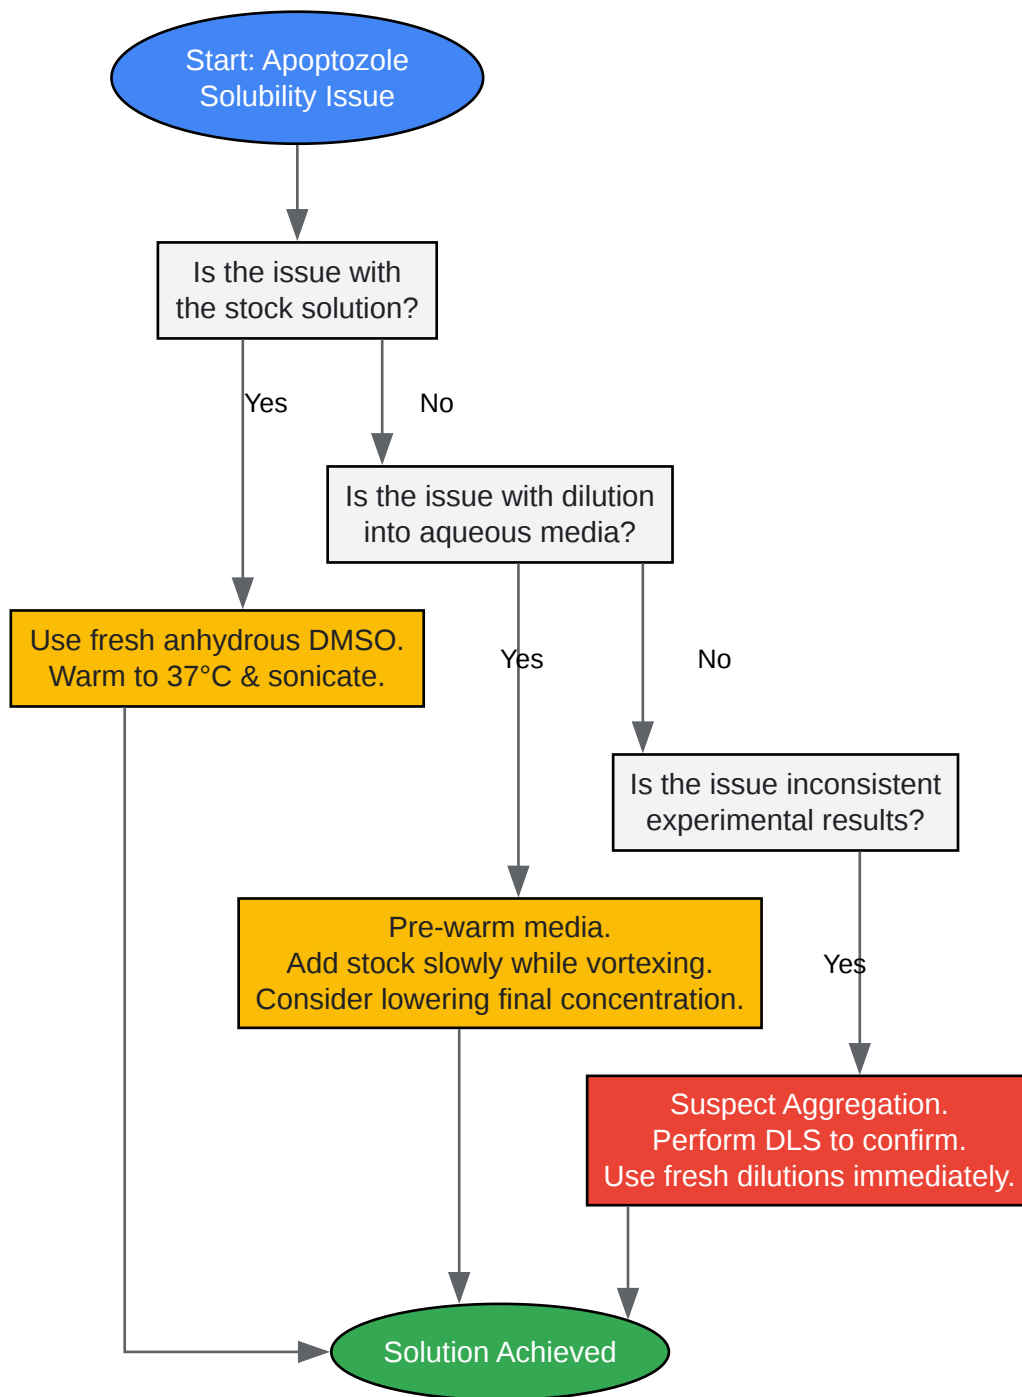 Start: Apoptozole
Solubility Issue
Is the issue with
the stock solution?
Yes
No
Is the issue with dilution
into aqueous media?
Use fresh anhydrous DMSO.
Warm to 37°C & sonicate.
Yes
No
Is the issue inconsistent
experimental results?
Pre-warm media.
Add stock slowly while vortexing.
Consider lowering final concentration.
Yes
Suspect Aggregation.
Perform DLS to confirm.
Use fresh dilutions immediately.
Solution Achieved